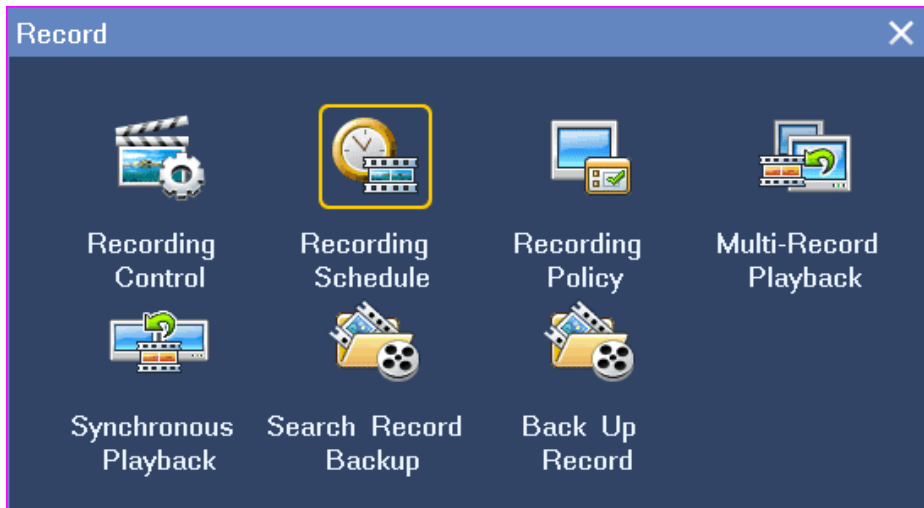 Record
Recording
Control
Recording
Schedule
Recording
Policy
Multi-Record
Playback
Synchronous
Playback
Search Record
Backup
Back Up
Record